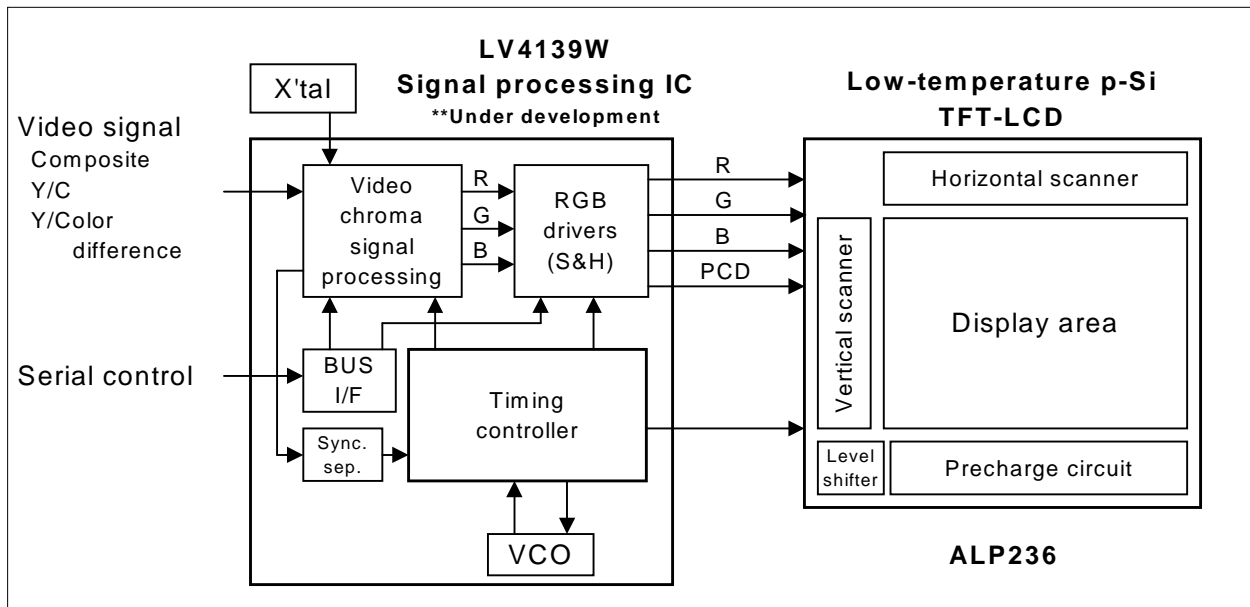 LV4139W
Signal processing IC
**Under development
Low-temperature p-Si
TFT-LCD
X'tal
Video signal
Composite
Y/C
Y/Color
difference
Video
chroma
signal
processing
R
G
B
RGB
drivers
(S&H)
R
G
B
PCD
Horizontal scanner
Vertical scanner
Display area
Serial control
BUS
I/F
Timing
controller
Sync.
sep.
Level
shifter
Precharge circuit
VCO
ALP236